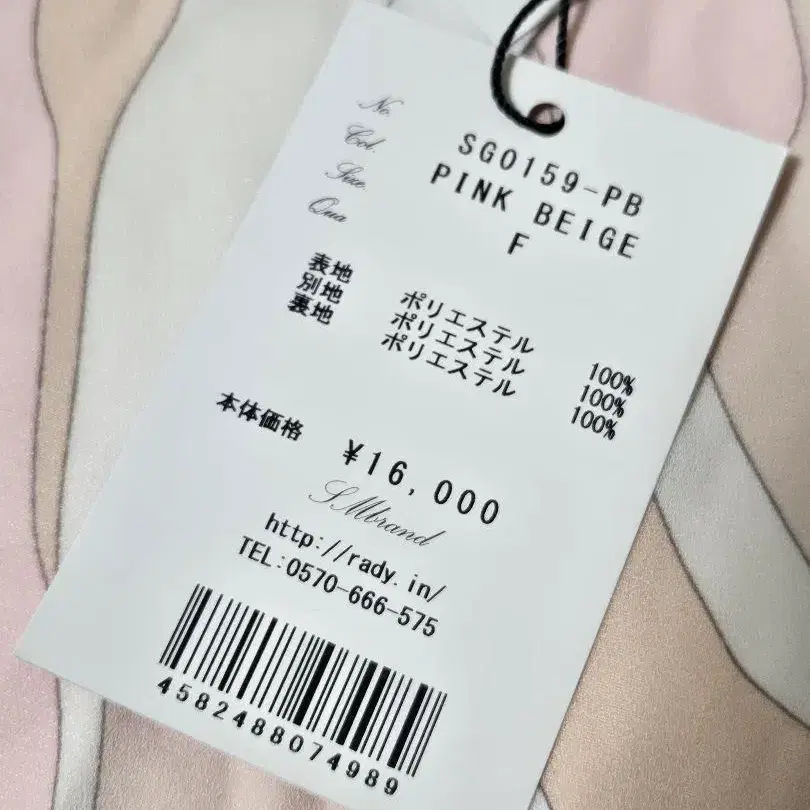 No. SG0159-PB
Col. PINK BEIGE
Size. F
Qua
表地 ポリエステル 100%
別地 ポリエステル 100%
裏地 ポリエステル 100%
本体価格 ¥16,000
SMbrand
http://rady.in/
TEL:0570-666-575
4582488074989